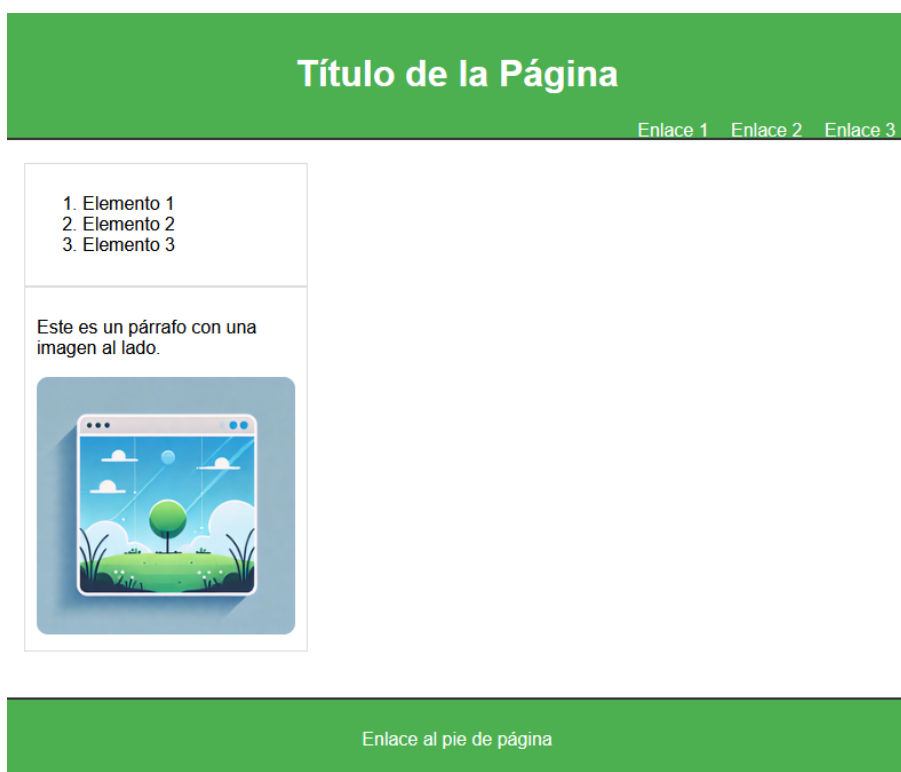 Título de la Página
Enlace 1 Enlace 2 Enlace 3
1. Elemento 1
2. Elemento 2
3. Elemento 3
Este es un párrafo con una
imagen al lado.
Enlace al pie de página